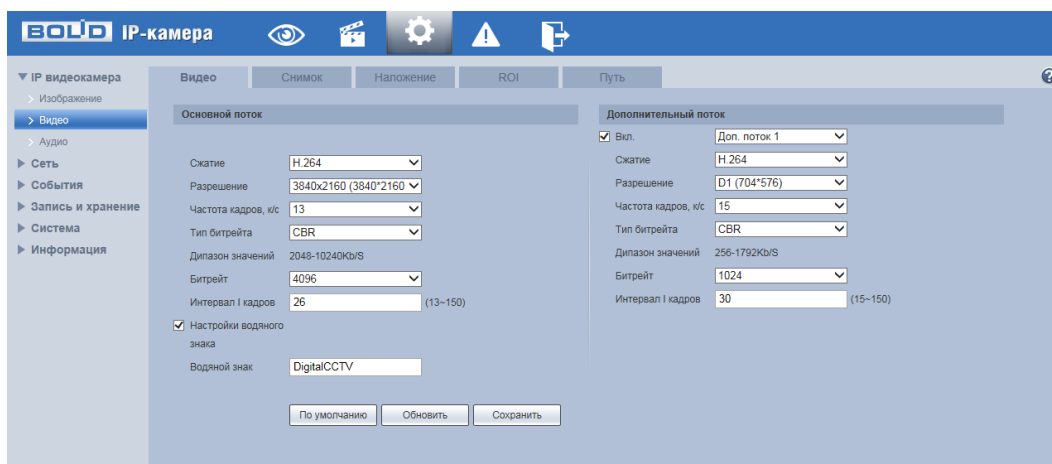 BOLID IP-камера
IP видеокамера
Изображение
Видео
Аудио
Сеть
События
Запись и хранение
Система
Информация
Видео Снимок Наложение ROI Путь
Основной поток
Сжатие H.264
Разрешение 3840x2160 (3840*2160
Частота кадров, к/с 13
Тип битрейта CBR
Дипазон значений 2048-10240Kb/S
Битрейт 4096
Интервал I кадров 26 (13~150)
Настройки водяного
знака
Водяной знак DigitalCCTV
По умолчанию Обновить Сохранить
Дополнительный поток
Вкл. Доп. поток 1
Сжатие H.264
Разрешение D1 (704*576)
Частота кадров, к/с 15
Тип битрейта CBR
Дипазон значений 256-1792Kb/S
Битрейт 1024
Интервал I кадров 30 (15~150)